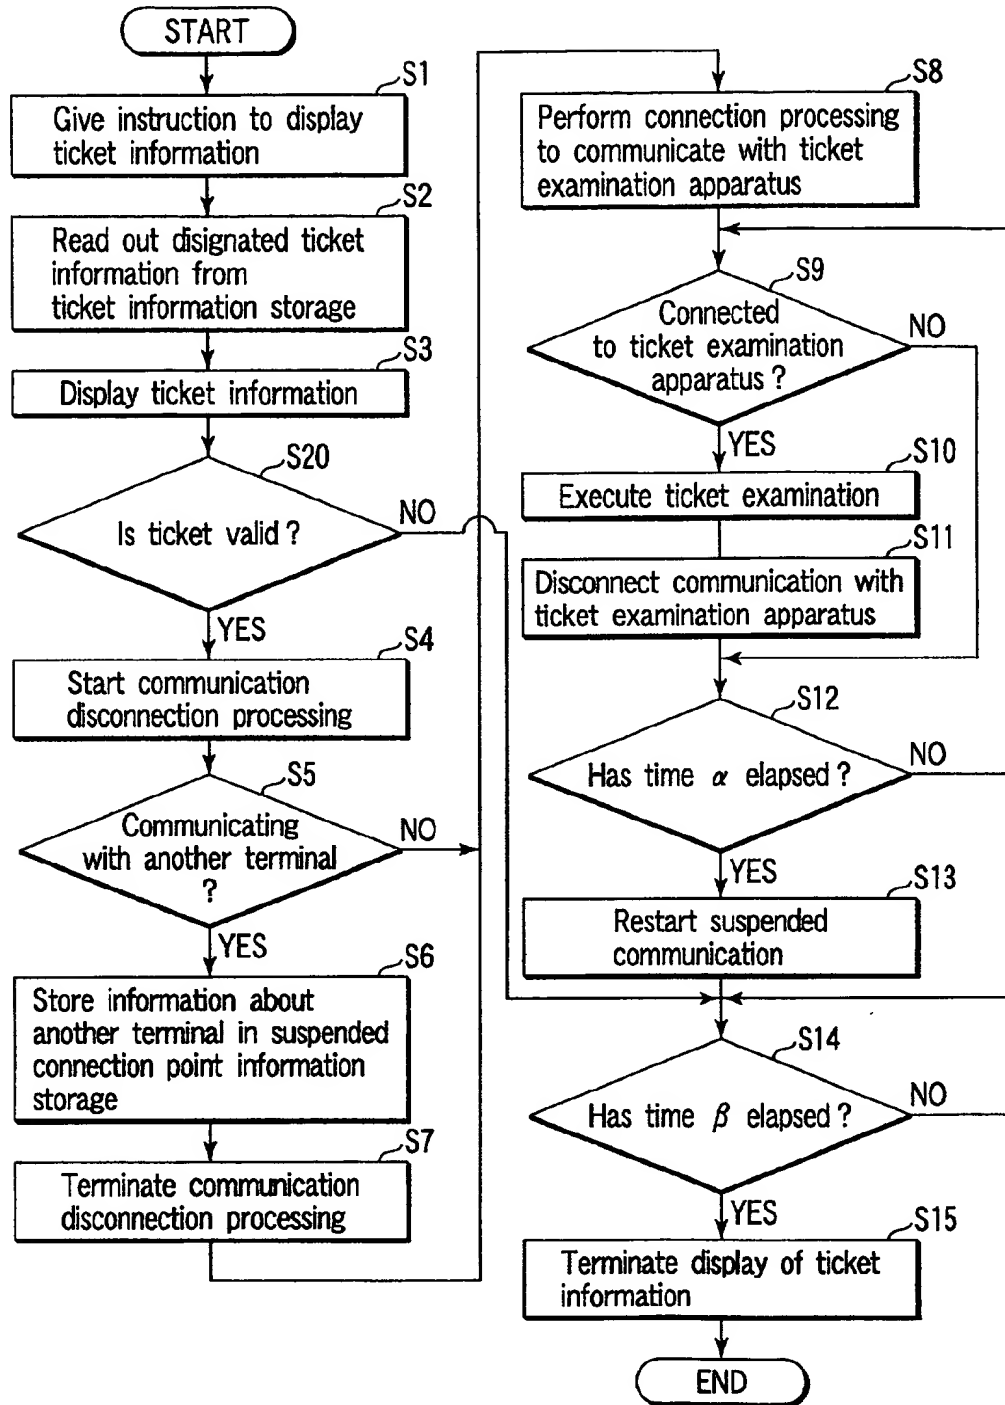 START
S1
Give instruction to display
ticket information
S2
Read out disignated ticket
information from
ticket information storage
S3
Display ticket information
S20
Is ticket valid ?
NO
YES
S4
Start communication
disconnection processing
S5
Communicating
with another terminal
?
NO
YES
S6
Store information about
another terminal in suspended
connection point information
storage
S7
Terminate communication
disconnection processing
S8
Perform connection processing
to communicate with ticket
examination apparatus
S9
Connected
to ticket examination
apparatus ?
NO
YES
S10
Execute ticket examination
S11
Disconnect communication with
ticket examination apparatus
S12
Has time α elapsed ?
NO
YES
S13
Restart suspended
communication
S14
Has time β elapsed ?
NO
YES
S15
Terminate display of ticket
information
END